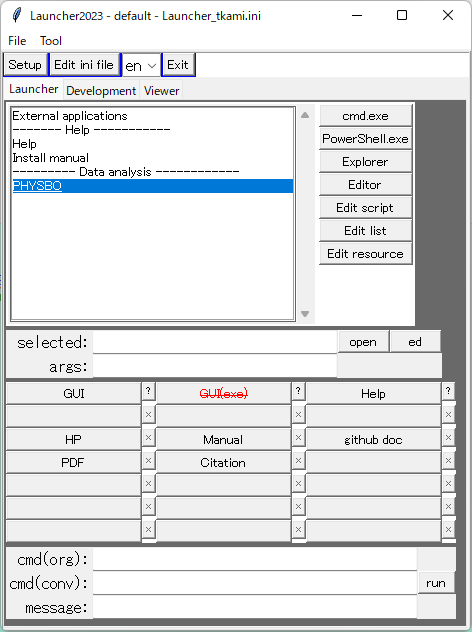 Launcher2023 - default - Launcher_tkami.ini
File Tool
Setup Edit ini file en Exit
Launcher Development Viewer
External applications
------- Help -----------
Help
Install manual
--------- Data analysis ------------
PHYSBO
cmd.exe
PowerShell.exe
Explorer
Editor
Edit script
Edit list
Edit resource
selected: open ed
args:
GUI ? GUI(exe) ? Help ?
× × ×
HP × Manual × github doc ×
PDF × Citation × ×
× × ×
× × ×
× × ×
cmd(org):
cmd(conv): run
message: